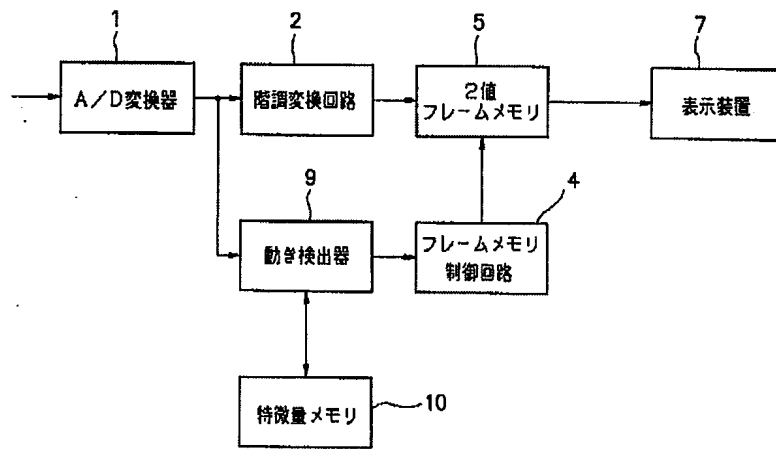 1
A／D変換器
2
階調変換回路
5
2値
フレームメモリ
7
表示装置
9
動き検出器
4
フレームメモリ
制御回路
特徴量メモリ
10